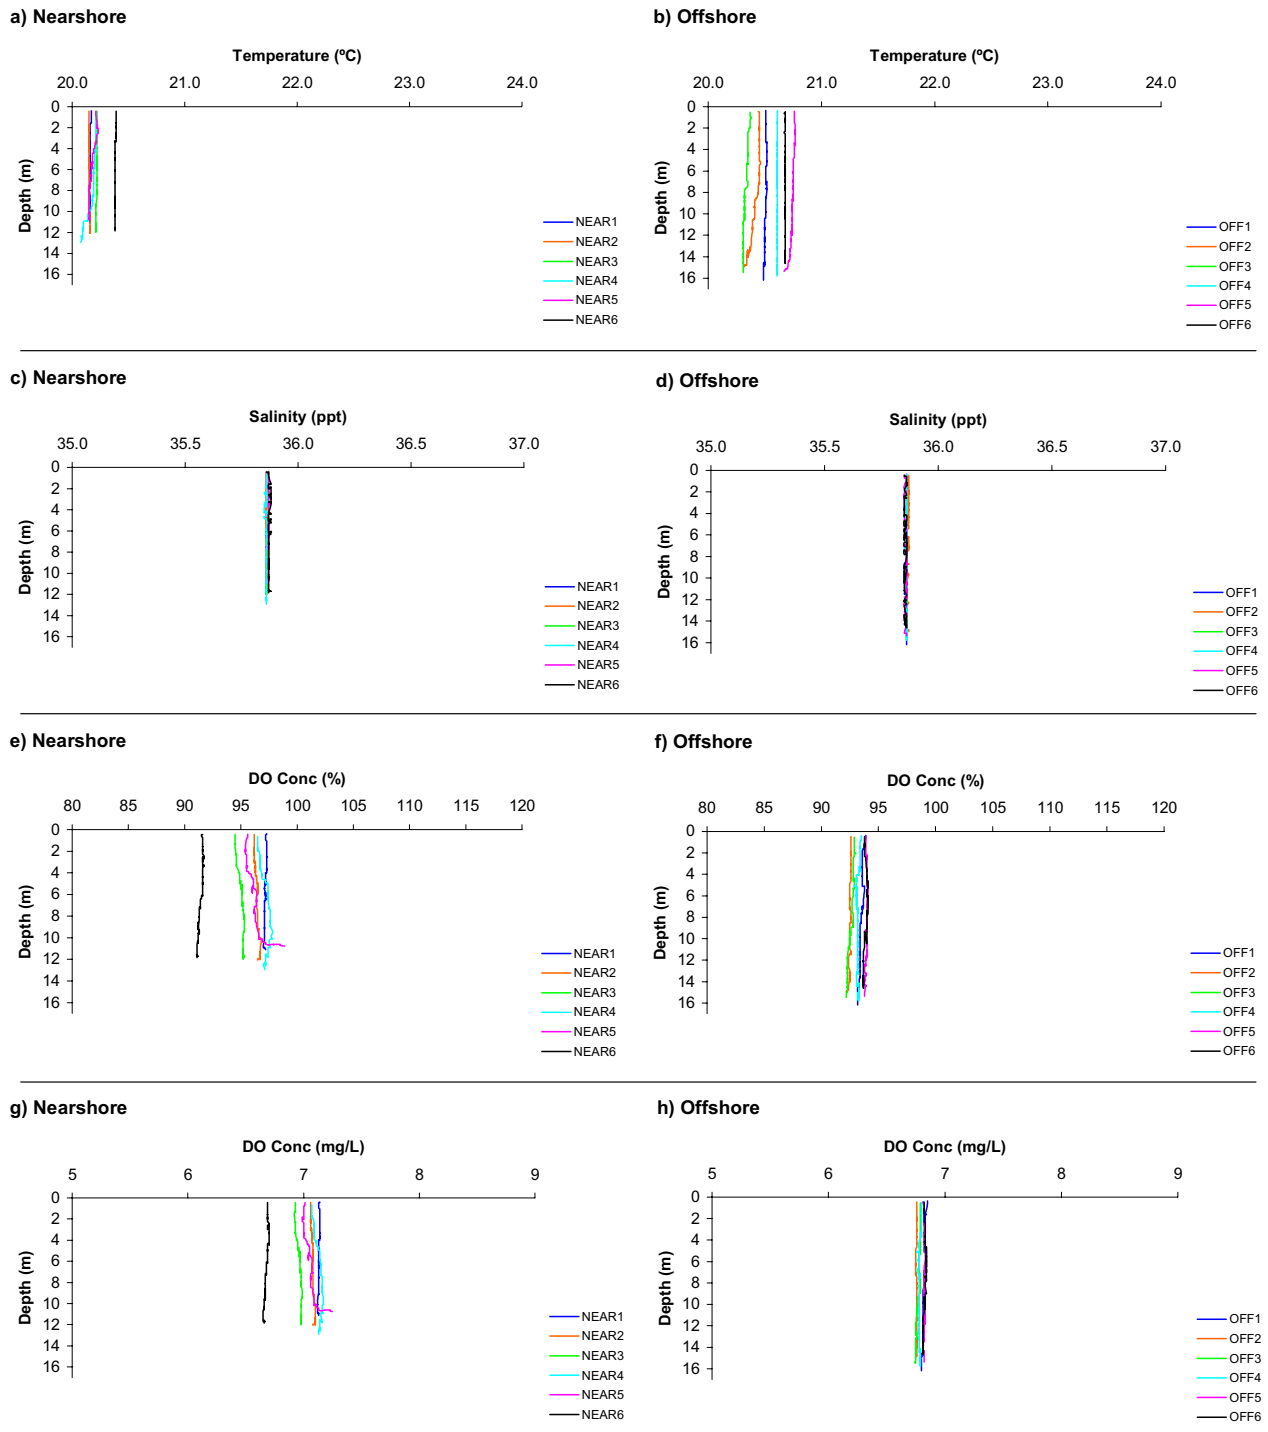 a) Nearshore
Temperature (ºC)
20.0 21.0 22.0 23.0 24.0
0
2
4
6
8
10
12
14
16
Depth (m)
NEAR1
NEAR2
NEAR3
NEAR4
NEAR5
NEAR6
b) Offshore
Temperature (ºC)
20.0 21.0 22.0 23.0 24.0
0
2
4
6
8
10
12
14
16
Depth (m)
OFF1
OFF2
OFF3
OFF4
OFF5
OFF6
c) Nearshore
Salinity (ppt)
35.0 35.5 36.0 36.5 37.0
0
2
4
6
8
10
12
14
16
Depth (m)
NEAR1
NEAR2
NEAR3
NEAR4
NEAR5
NEAR6
d) Offshore
Salinity (ppt)
35.0 35.5 36.0 36.5 37.0
0
2
4
6
8
10
12
14
16
Depth (m)
OFF1
OFF2
OFF3
OFF4
OFF5
OFF6
e) Nearshore
DO Conc (%)
80 85 90 95 100 105 110 115 120
0
2
4
6
8
10
12
14
16
Depth (m)
NEAR1
NEAR2
NEAR3
NEAR4
NEAR5
NEAR6
f) Offshore
DO Conc (%)
80 85 90 95 100 105 110 115 120
0
2
4
6
8
10
12
14
16
Depth (m)
OFF1
OFF2
OFF3
OFF4
OFF5
OFF6
g) Nearshore
DO Conc (mg/L)
5 6 7 8 9
0
2
4
6
8
10
12
14
16
Depth (m)
NEAR1
NEAR2
NEAR3
NEAR4
NEAR5
NEAR6
h) Offshore
DO Conc (mg/L)
5 6 7 8 9
0
2
4
6
8
10
12
14
16
Depth (m)
OFF1
OFF2
OFF3
OFF4
OFF5
OFF6